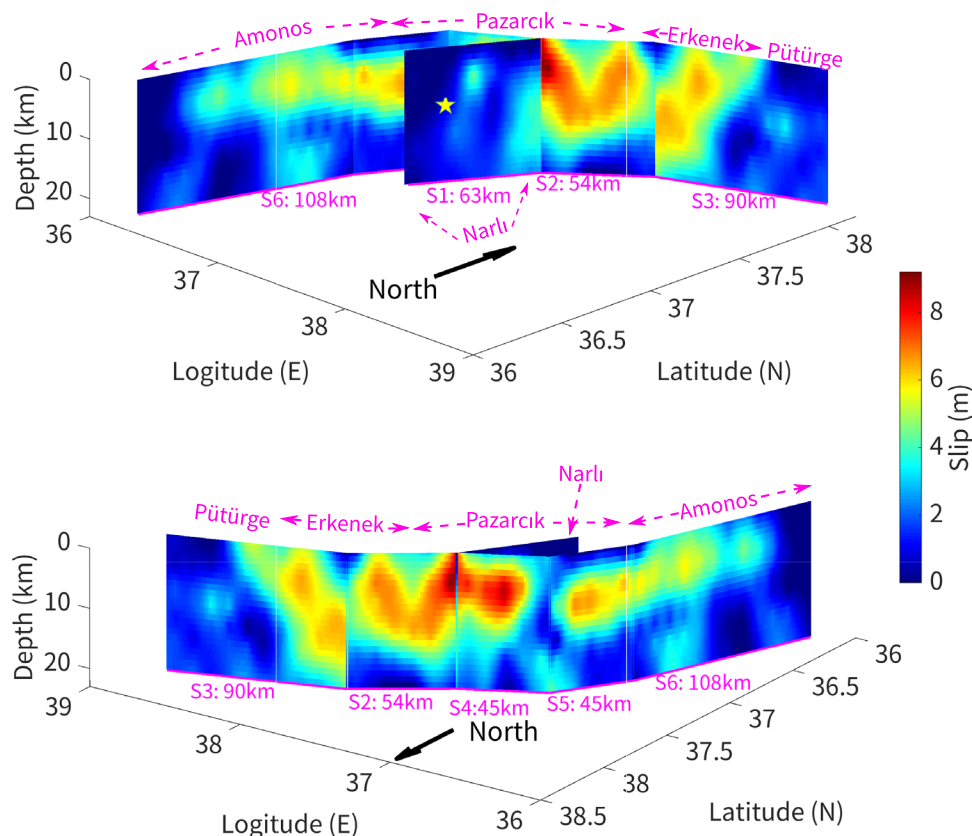 Amonos
Pazarcık
Erkenek
Pütürge
0
10
20
Depth (km)
S6: 108km
S1: 63km
S2: 54km
S3: 90km
Narlı
North
36
37
38
39
Logitude (E)
36
36.5
37
37.5
38
Latitude (N)
8
6
4
2
0
Slip (m)
Narlı
Pütürge
Erkenek
Pazarcık
Amonos
0
10
20
Depth (km)
S3: 90km
S2: 54km
S4:45km
S5: 45km
S6: 108km
North
39
38
37
36
Logitude (E)
38.5
38
37.5
37
36.5
36
Latitude (N)